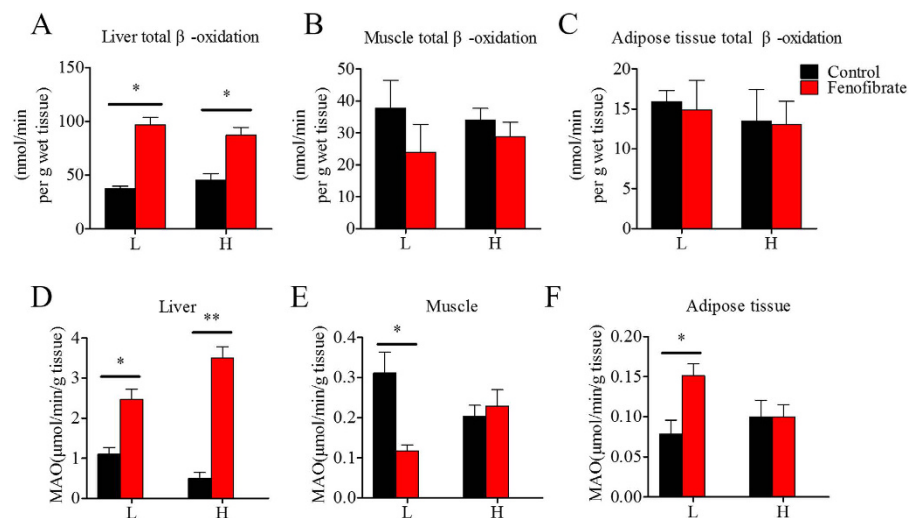 A
Liver total β -oxidation
(nmol/min
per g wet tissue)
150
100
50
0
*
*
L
H
B
Muscle total β -oxidation
(nmol/min
per g wet tissue)
50
40
30
20
10
0
L
H
C
Adipose tissue total β -oxidation
(nmol/min
per g wet tissue)
20
15
10
5
0
L
H
Control
Fenofibrate
D
Liver
MAO(μmol/min/g tissue)
4
3
2
1
0
*
**
L
H
E
Muscle
MAO(μmol/min/g tissue)
0.4
0.3
0.2
0.1
0.0
*
L
H
F
Adipose tissue
MAO(μmol/min/g tissue)
0.20
0.15
0.10
0.05
0.00
*
L
H